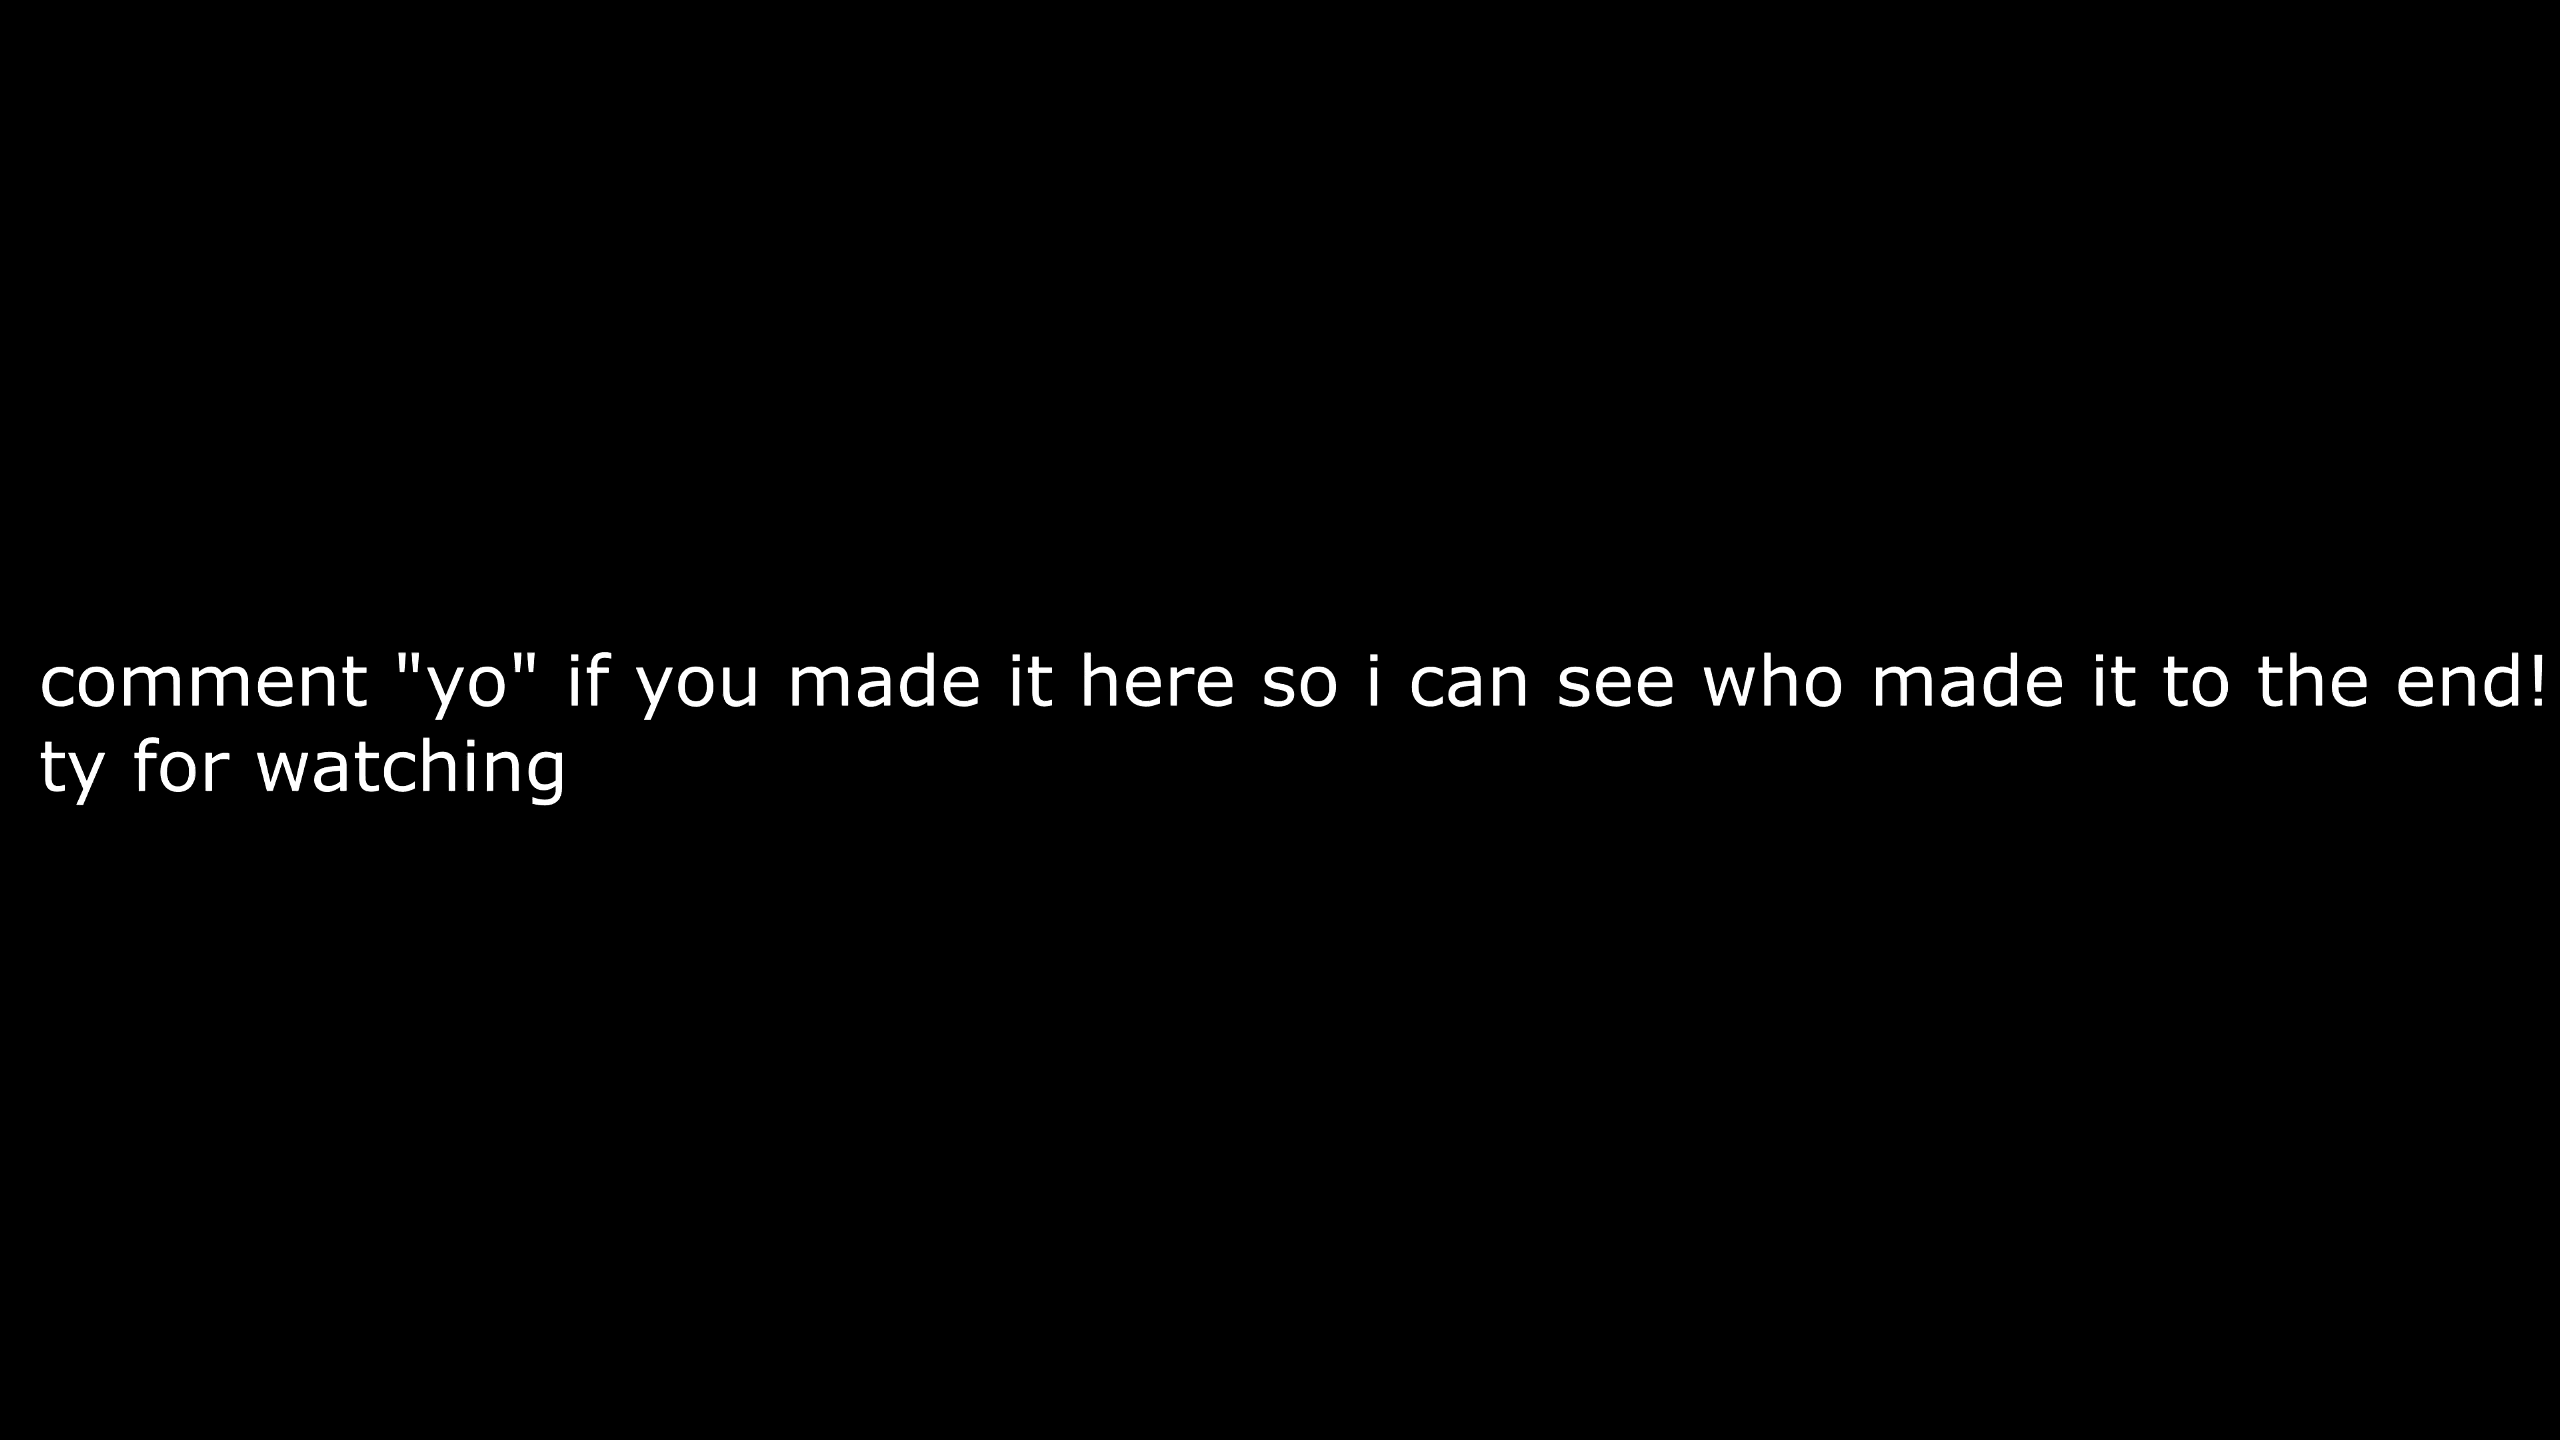 comment "yo" if you made it here so i can see who made it to the end!
ty for watching